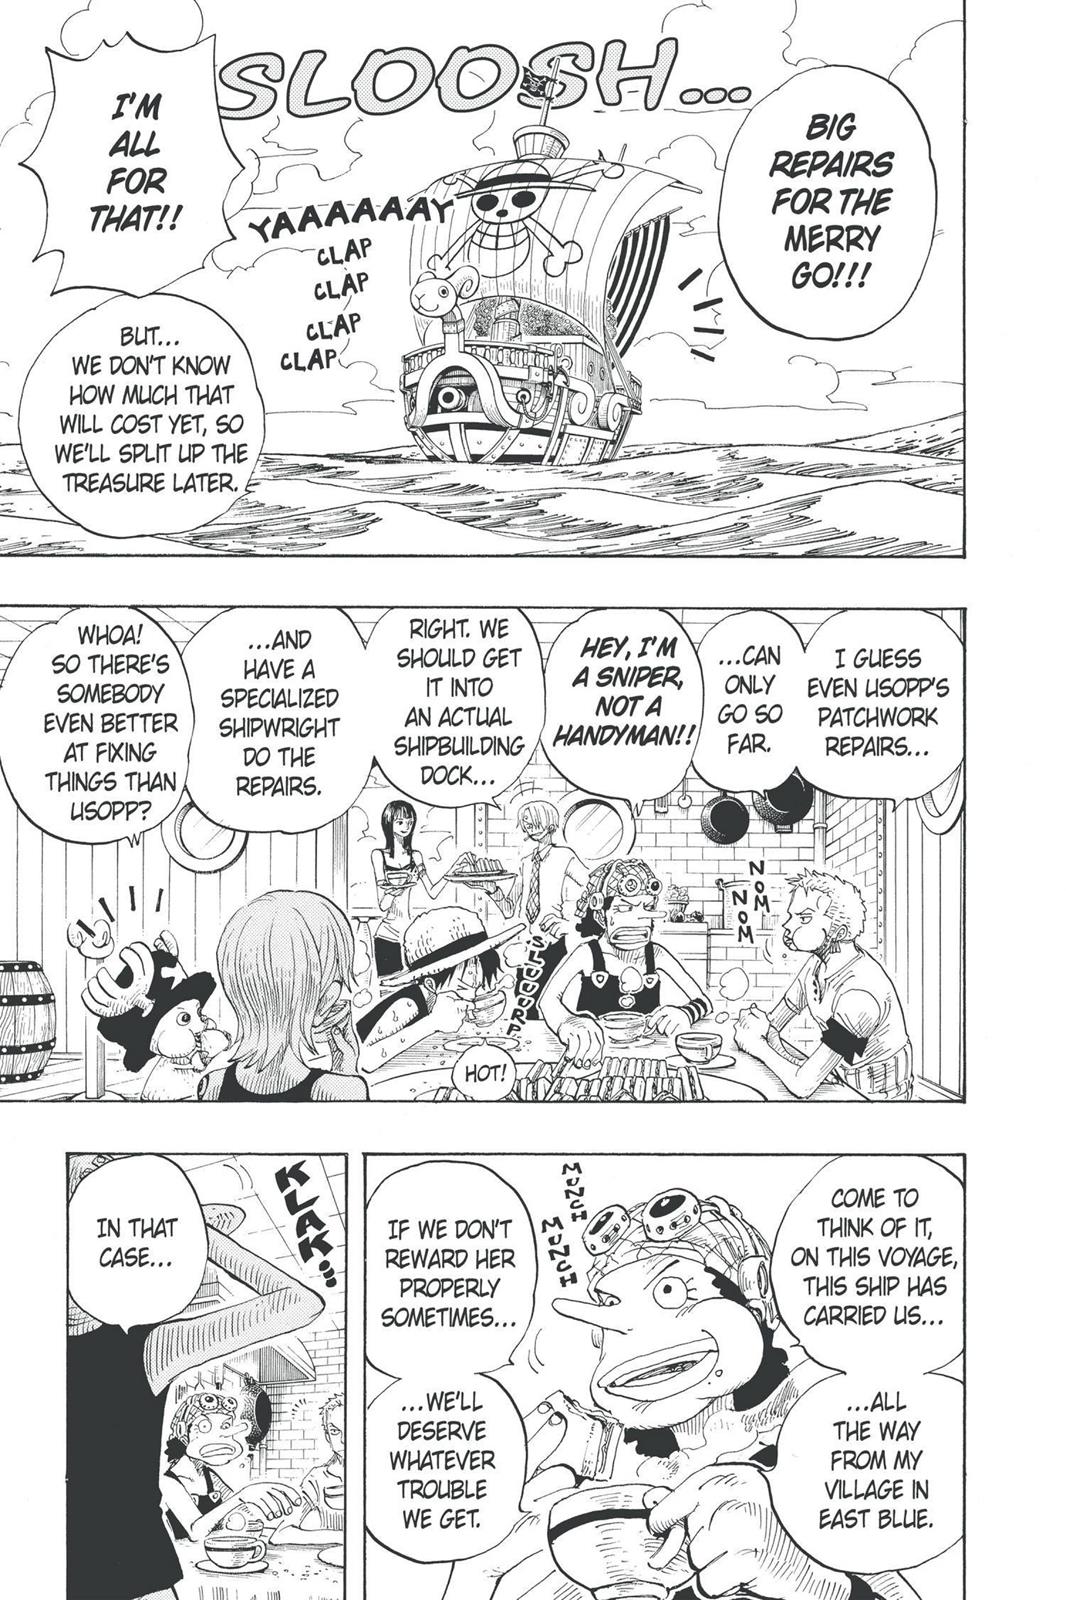 SLOOSH...
BIG
REPAIRS
FOR THE
MERRY
GO!!!
I'M
ALL
FOR
THAT!!
YAAAAAAAY
CLAP
CLAP
CLAP
CLAP
BUT...
WE DON'T KNOW
HOW MUCH THAT
WILL COST YET, SO
WE'LL SPLIT UP THE
TREASURE LATER.
I GUESS
EVEN USOPP'S
PATCHWORK
REPAIRS...
...CAN
ONLY
GO SO
FAR.
HEY, I'M
A SNIPER,
NOT A
HANDYMAN!!
RIGHT. WE
SHOULD GET
IT INTO
AN ACTUAL
SHIPBUILDING
DOCK...
...AND
HAVE A
SPECIALIZED
SHIPWRIGHT
DO THE
REPAIRS.
WHOA!
SO THERE'S
SOMEBODY
EVEN BETTER
AT FIXING
THINGS THAN
USOPP?
NOM
NOM
SLUUURP
HOT!
COME TO
THINK OF IT,
ON THIS VOYAGE,
THIS SHIP HAS
CARRIED US...
...ALL
THE WAY
FROM MY
VILLAGE IN
EAST BLUE.
MUNCH
MUNCH
IF WE DON'T
REWARD HER
PROPERLY
SOMETIMES...
...WE'LL
DESERVE
WHATEVER
TROUBLE
WE GET.
KLAK...
IN THAT
CASE...